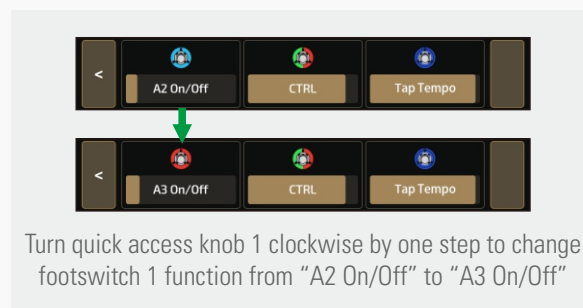 <
A2 On/Off
CTRL
Tap Tempo
<
A3 On/Off
CTRL
Tap Tempo
Turn quick access knob 1 clockwise by one step to change
footswitch 1 function from “A2 On/Off” to “A3 On/Off”